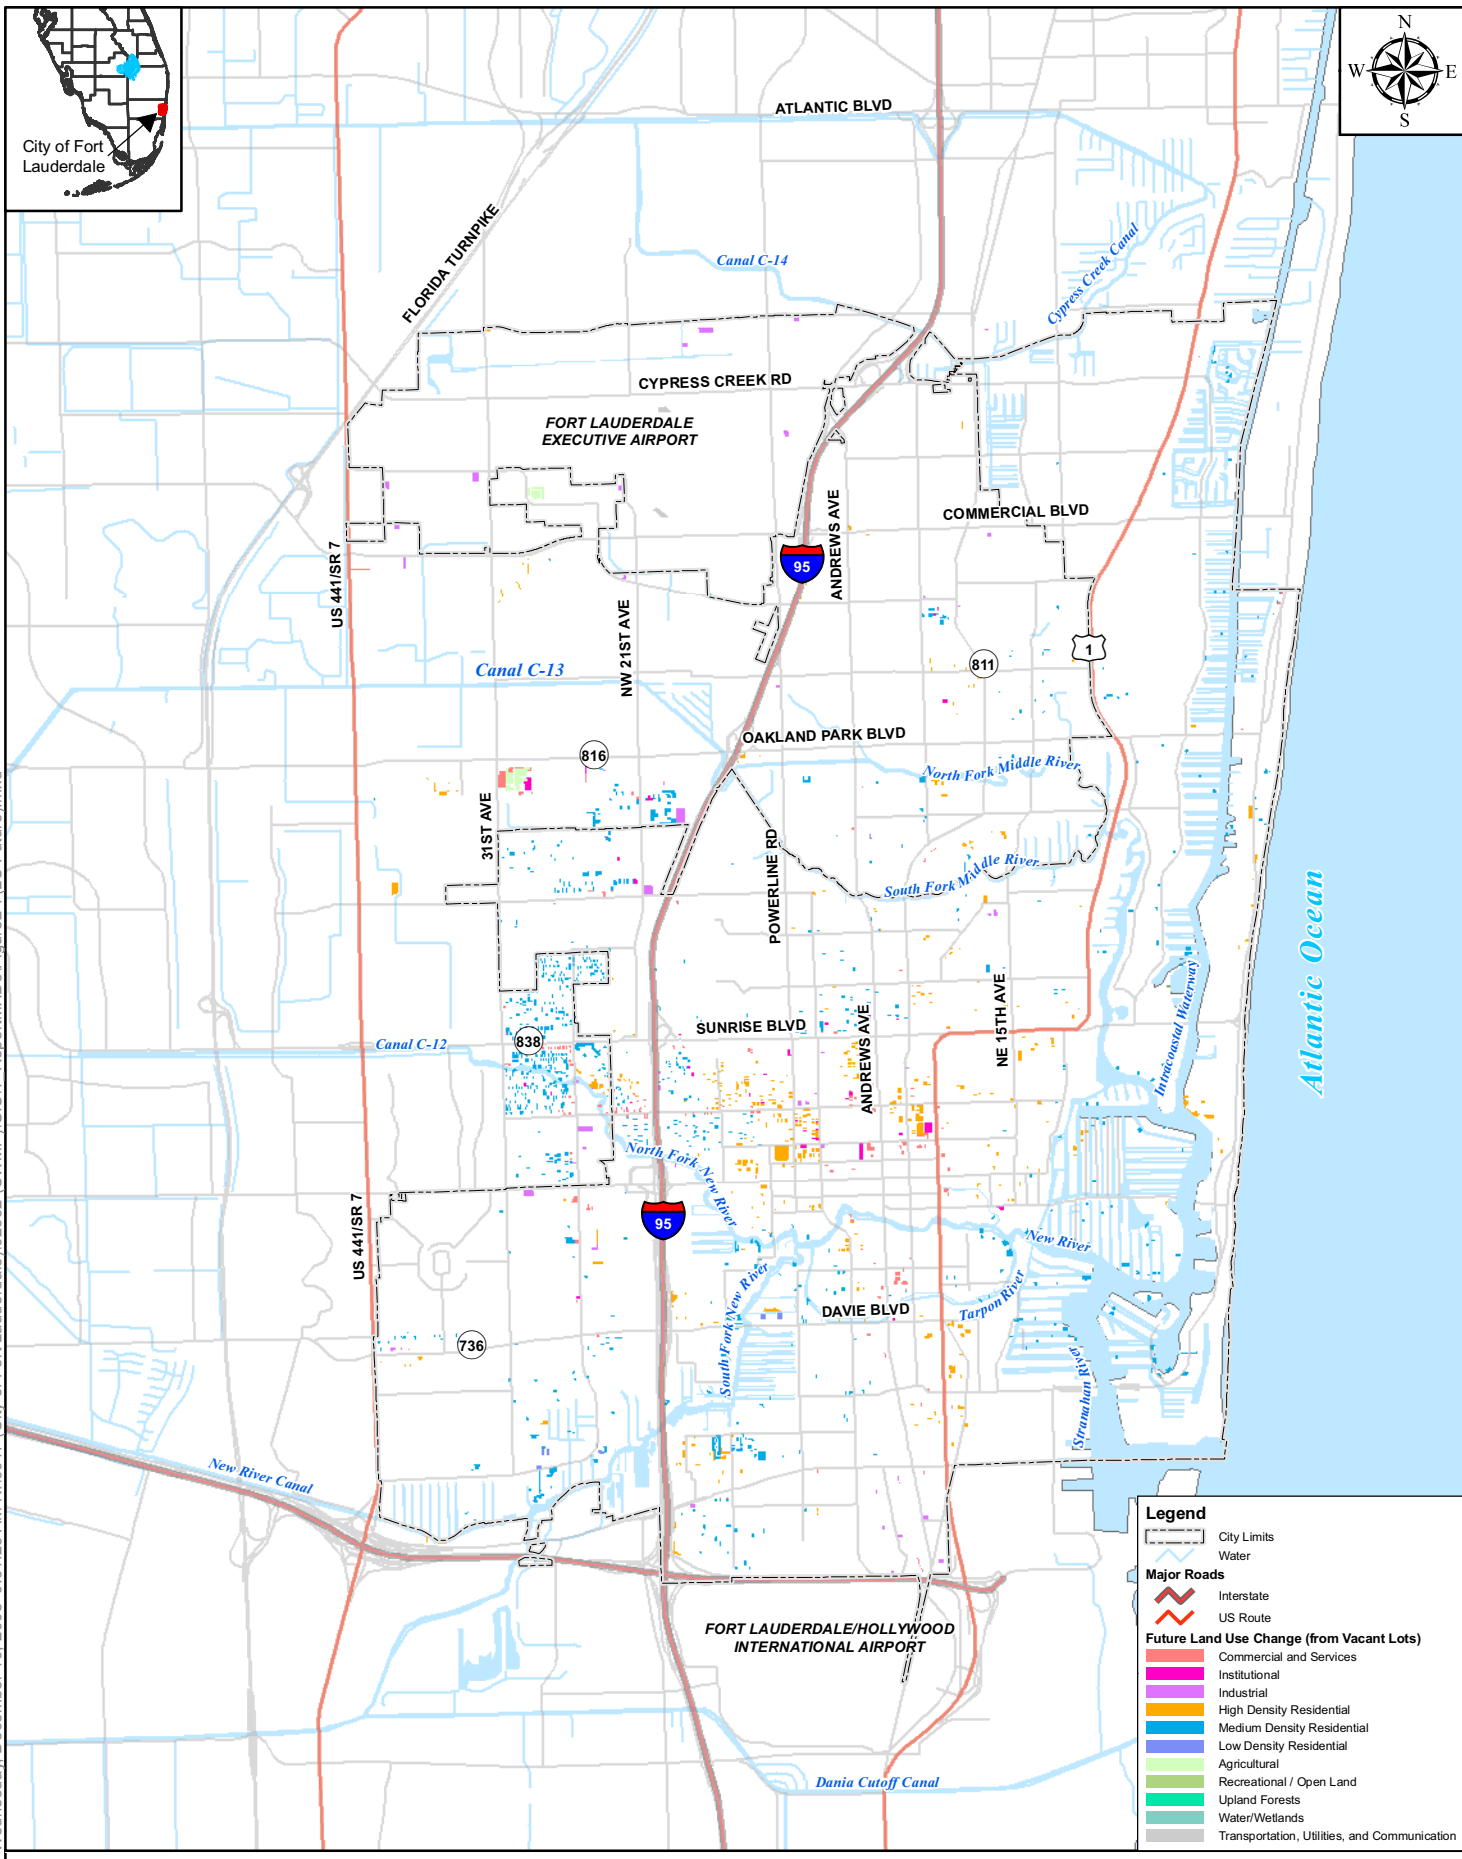 City of Fort
Lauderdale
N
W
E
S
ATLANTIC BLVD
FLORIDA TURNPIKE
Canal C-14
Cypress Creek Canal
CYPRESS CREEK RD
FORT LAUDERDALE
EXECUTIVE AIRPORT
COMMERCIAL BLVD
ANDREWS AVE
95
US 441/SR 7
NW 21ST AVE
1
811
Canal C-13
OAKLAND PARK BLVD
816
North Fork Middle River
31ST AVE
POWERLINE RD
South Fork Middle River
Atlantic Ocean
Intracoastal Waterway
NE 15TH AVE
SUNRISE BLVD
ANDREWS AVE
838
Canal C-12
North Fork New River
US 441/SR 7
95
New River
South Fork New River
Tarpon River
DAVIE BLVD
736
Stranahan River
New River Canal
FORT LAUDERDALE/HOLLYWOOD
INTERNATIONAL AIRPORT
Dania Cutoff Canal
Legend
City Limits
Water
Major Roads
Interstate
US Route
Future Land Use Change (from Vacant Lots)
Commercial and Services
Institutional
Industrial
High Density Residential
Medium Density Residential
Low Density Residential
Agricultural
Recreational / Open Land
Upland Forests
Water/Wetlands
Transportation, Utilities, and Communication